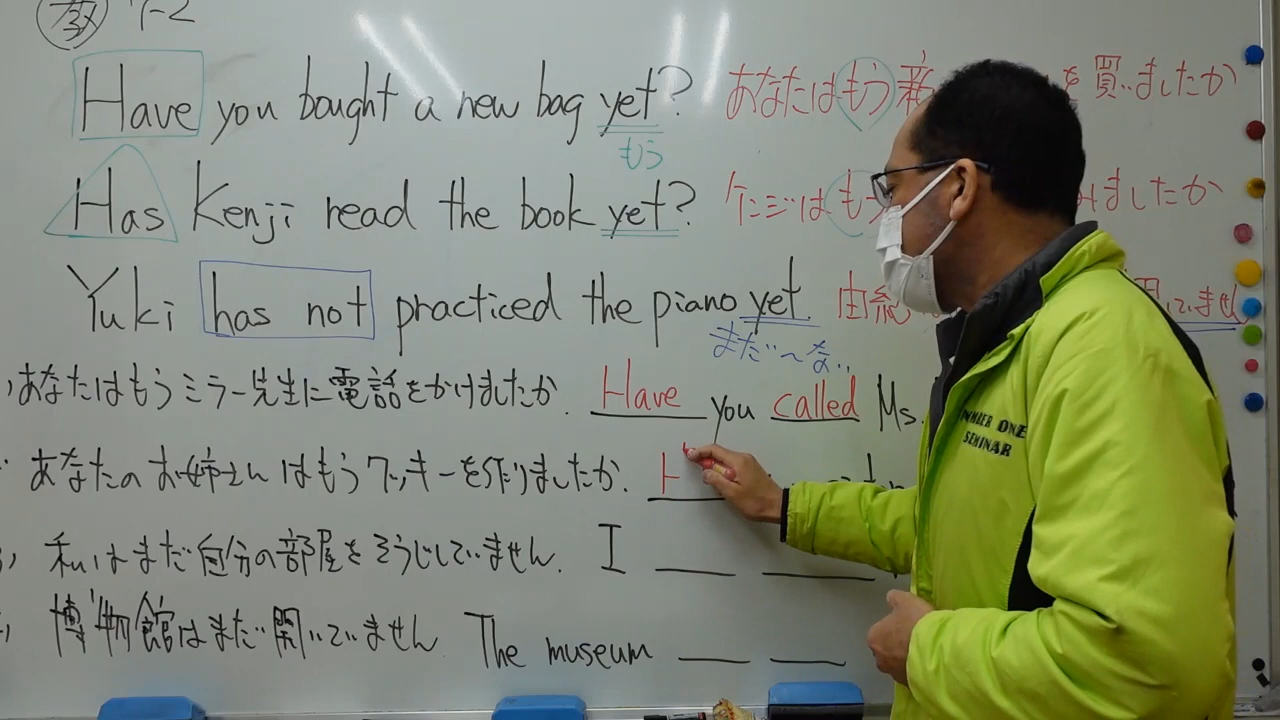 教 7-2
Have you bought a new bag yet? あなたはもう新 を買いましたか
もう
Has Kenji read the book yet? ケンジはもう みましたか
Yuki has not practiced the piano yet. 由紀 いません
まだ〜ない
あなたはもうミラー先生に電話をかけましたか. Have you called Ms.
あなたのお姉さんはもうクッキーを作りましたか.
私はまだ自分の部屋をそうじしていません. I
博物館はまだ開いていません The museum
NUMBER ONE
SEMINAR